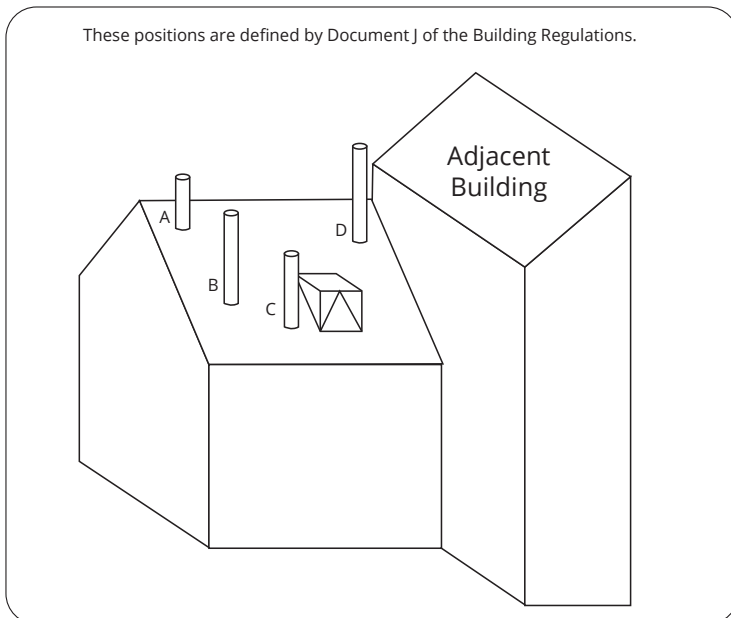 These positions are defined by Document J of the Building Regulations.
Adjacent
Building
A
D
B
C